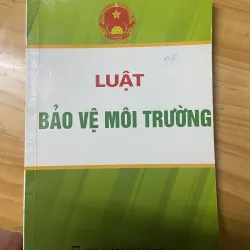 LUẬT
BẢO VỆ MÔI TRƯỜNG